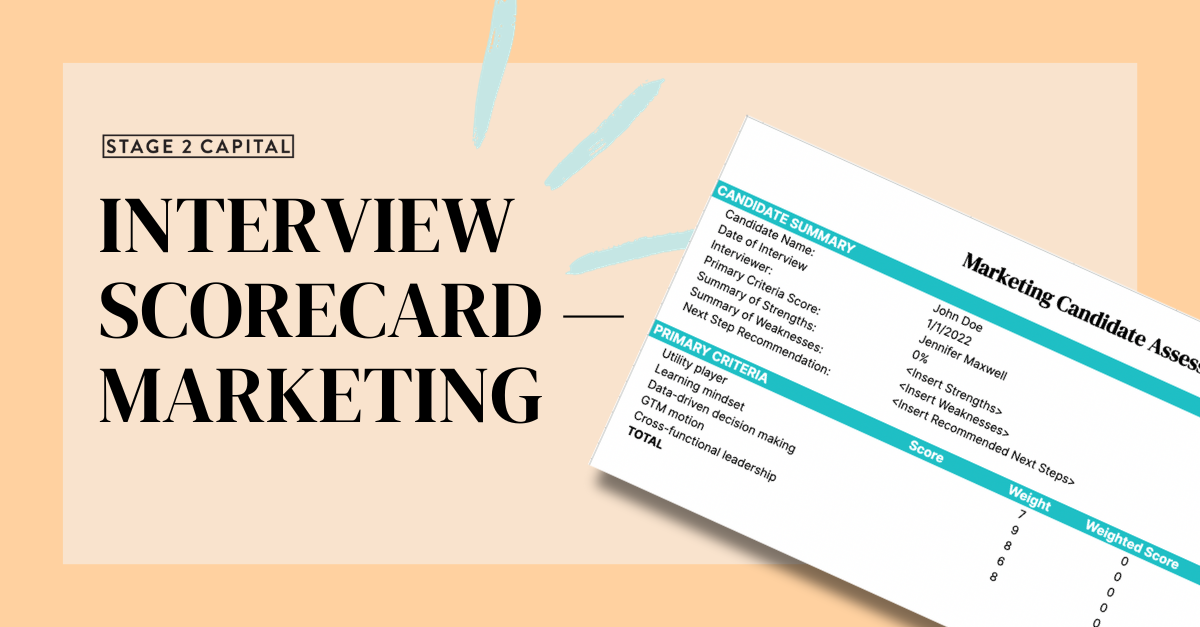 STAGE 2 CAPITAL
INTERVIEW
SCORECARD —
MARKETING
Marketing Candidate
CANDIDATE SUMMARY
Candidate Name: John Doe
Date of Interview 1/1/2022
Interviewer: Jennifer Maxwell
Primary Criteria Score: 0%
Summary of Strengths: <Insert Strengths>
Summary of Weaknesses: <Insert Weaknesses>
Next Step Recommendation: <Insert Recommended Next Steps>
PRIMARY CRITERIA Score Weight Weighted Score
Utility player 7 0
Learning mindset 9 0
Data-driven decision making 8 0
GTM motion 6 0
Cross-functional leadership 8 0
TOTAL